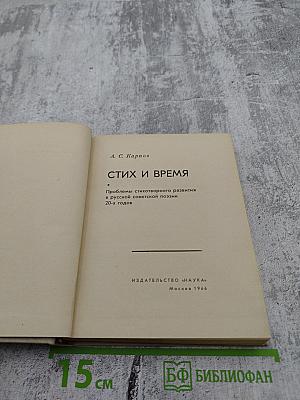 А. С. Карпов
СТИХ И ВРЕМЯ
Проблемы стихотворного развития
в русской советской поэзии
20-х годов
ИЗДАТЕЛЬСТВО «НАУКА»
Москва 1966
15 см
БФ БИБЛИОФАН